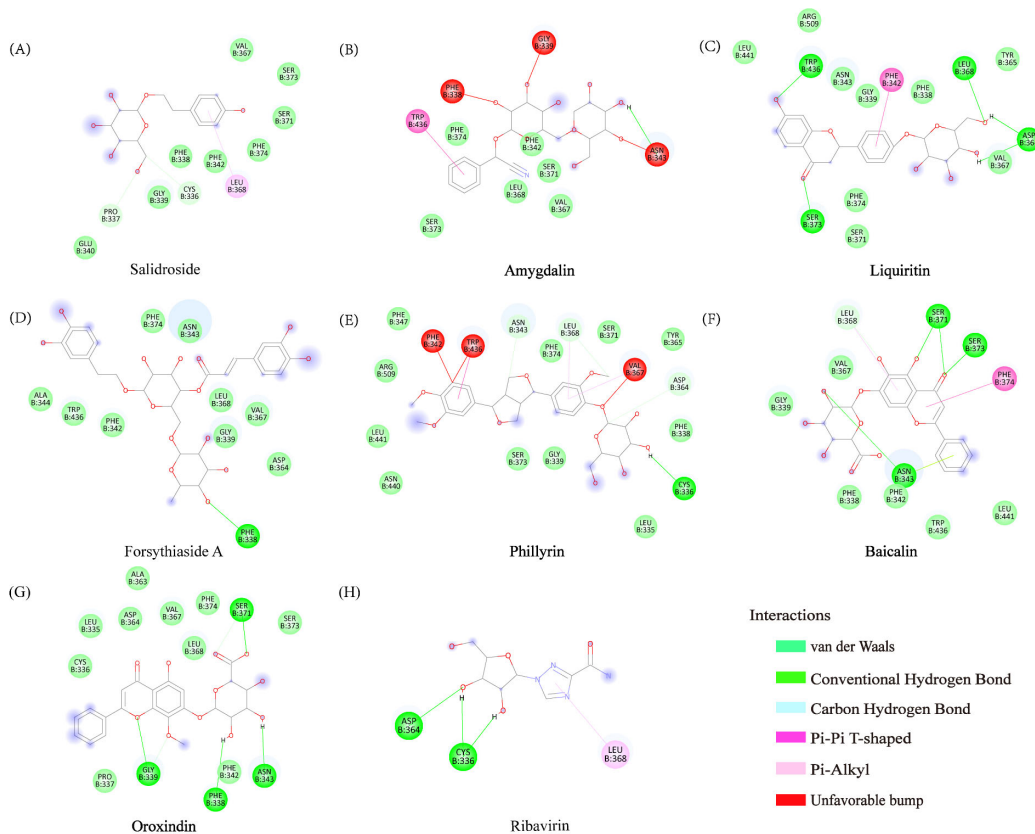 (A)
VAL
B:367
SER
B:373
SER
B:371
PHE
B:374
PHE
B:338
PHE
B:342
LEU
B:368
GLY
B:339
CYS
B:336
PRO
B:337
GLU
B:340
Salidroside
(B)
GLY
B:339
PHE
B:338
TRP
B:436
PHE
B:374
PHE
B:342
H
ASN
B:343
SER
B:371
LEU
B:368
VAL
B:367
SER
B:373
N
Amygdalin
(C)
ARG
B:509
LEU
B:441
TRP
B:436
ASN
B:343
GLY
B:339
PHE
B:342
PHE
B:338
LEU
B:368
TYR
B:365
H
ASP
B:364
H
VAL
B:367
PHE
B:374
SER
B:373
SER
B:371
Liquiritin
(D)
PHE
B:374
ASN
B:343
ALA
B:344
TRP
B:436
PHE
B:342
LEU
B:368
VAL
B:367
GLY
B:339
ASP
B:364
PHE
B:338
Forsythiaside A
(E)
PHE
B:347
PHE
B:342
TRP
B:436
ASN
B:343
LEU
B:368
SER
B:371
TYR
B:365
PHE
B:374
VAL
B:367
ASP
B:364
ARG
B:509
LEU
B:441
ASN
B:440
SER
B:373
GLY
B:339
PHE
B:338
H
CYS
B:336
LEU
B:335
Phillyrin
(F)
LEU
B:368
SER
B:371
SER
B:373
VAL
B:367
PHE
B:374
GLY
B:339
ASN
B:343
PHE
B:338
PHE
B:342
TRP
B:436
LEU
B:441
Baicalin
(G)
ALA
B:363
LEU
B:335
ASP
B:364
VAL
B:367
PHE
B:374
SER
B:371
SER
B:373
CYS
B:336
LEU
B:368
H
H
PRO
B:337
GLY
B:339
PHE
B:338
PHE
B:342
ASN
B:343
Oroxindin
(H)
N
N
N
H
H
ASP
B:364
CYS
B:336
LEU
B:368
Ribavirin
Interactions
van der Waals
Conventional Hydrogen Bond
Carbon Hydrogen Bond
Pi-Pi T-shaped
Pi-Alkyl
Unfavorable bump